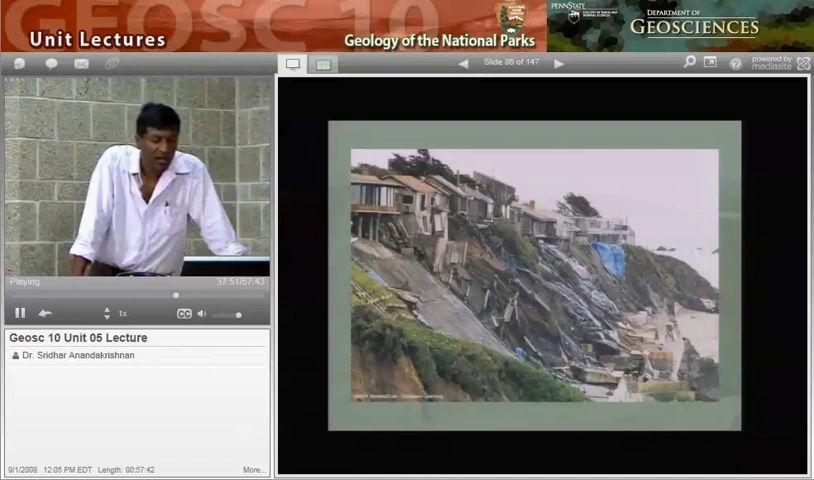 GEOSC 10
Unit Lectures
Geology of the National Parks
PENNSTATE
DEPARTMENT OF
GEOSCIENCES
Slide 86 of 147
powered by
mediasite
Playing
37:51/57:43
1x
CC
Geosc 10 Unit 05 Lecture
Dr. Sridhar Anandakrishnan
9/1/2008 12:05 PM EDT Length: 00:57:42
More...